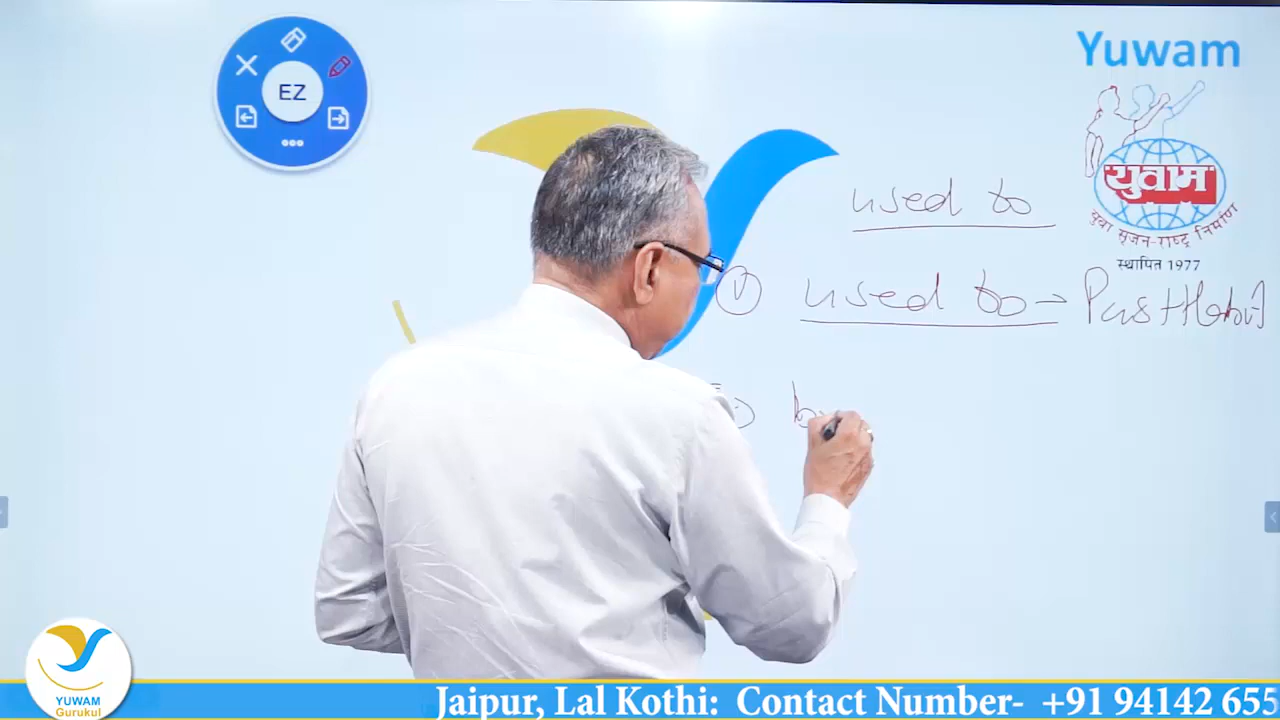 EZ
Yuwam
युवाम
युवा सृजन-राष्ट्र निर्माण
स्थापित 1977
used to
① used to → Past Habit
YUWAM
Gurukul
Jaipur, Lal Kothi: Contact Number- +91 94142 655